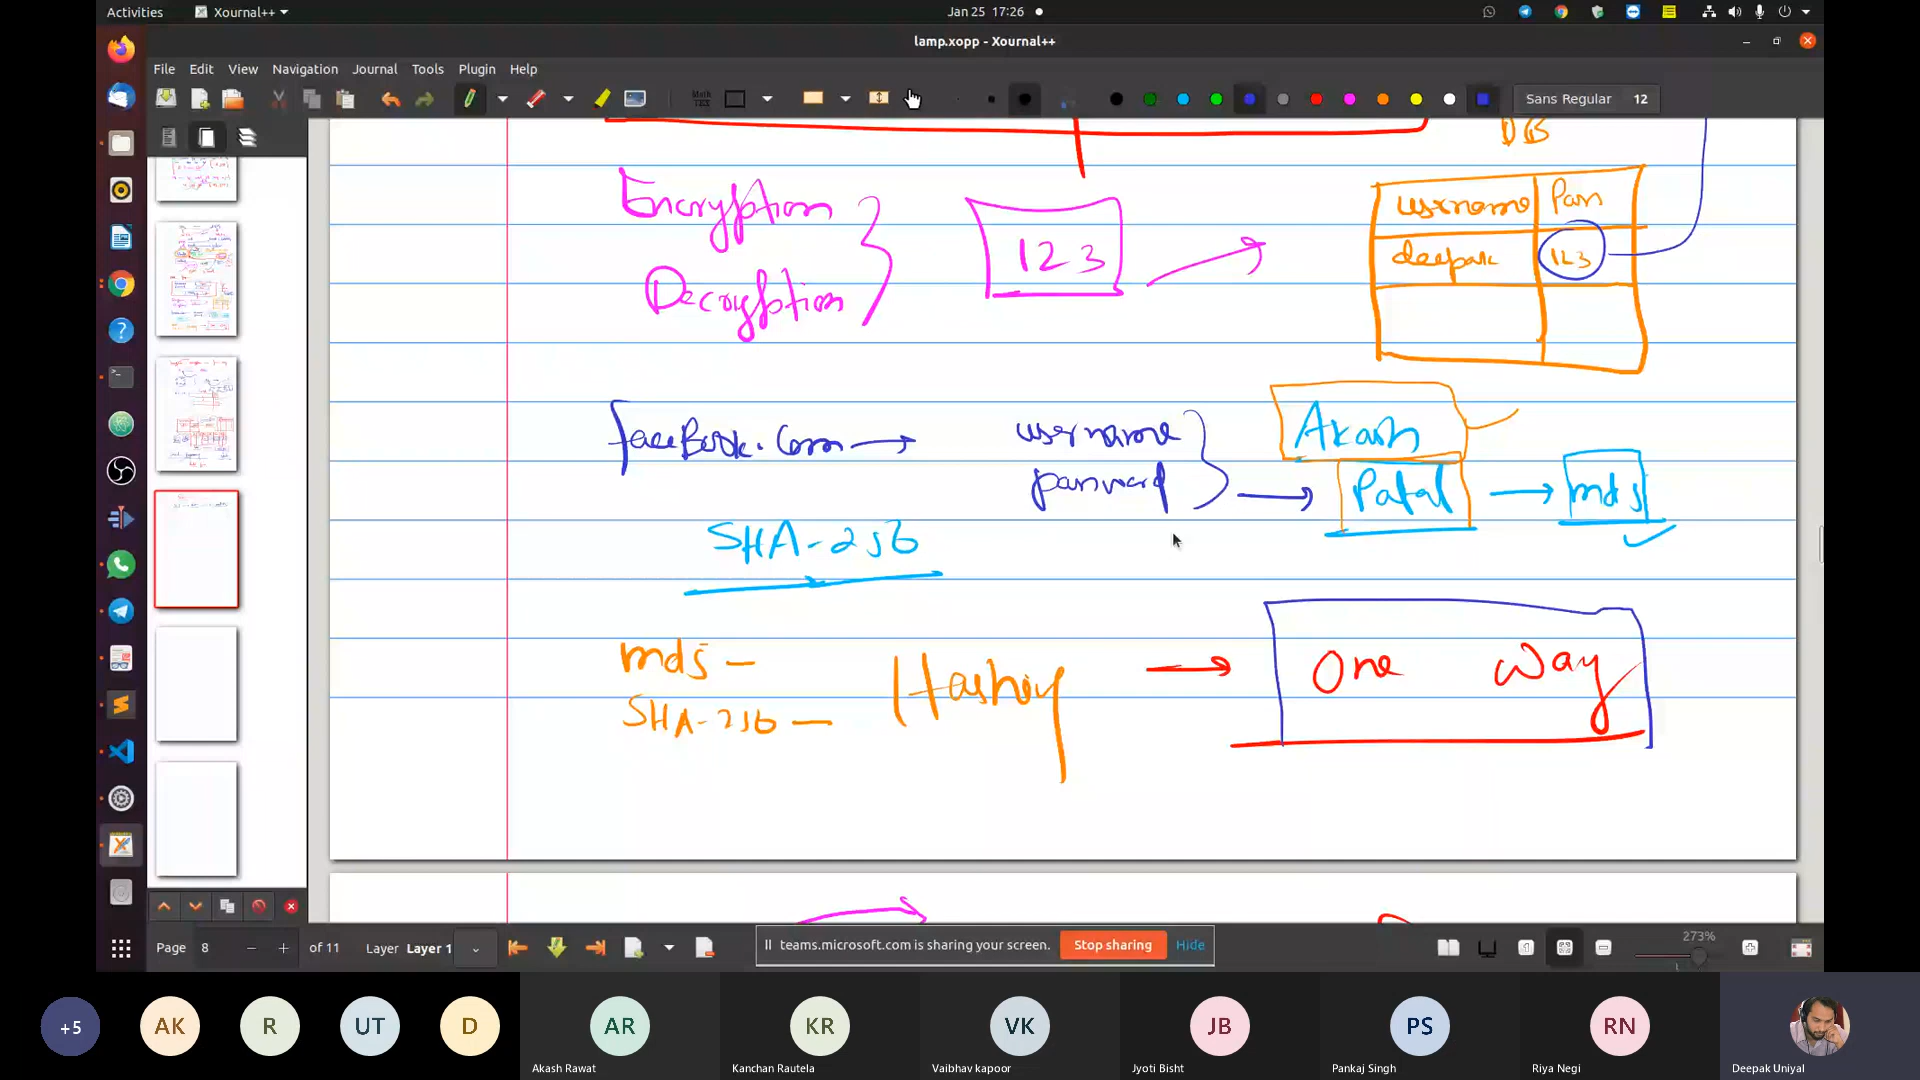 Activities Xournal++ Jan 25 17:26
lamp.xopp - Xournal++
File Edit View Navigation Journal Tools Plugin Help
Sans Regular 12
DB
Encryption
Decryption
123
username Pass
deepak 123
faceBook.Com
username
password
Akash
Patal
md5
SHA-256
md5 -
SHA-256 -
Hashing
One Way
Page 8 of 11 Layer Layer 1
teams.microsoft.com is sharing your screen. Stop sharing Hide
273%
+5 AK R UT D AR KR VK JB PS RN
Akash Rawat Kanchan Rautela Vaibhav kapoor Jyoti Bisht Pankaj Singh Riya Negi Deepak Uniyal